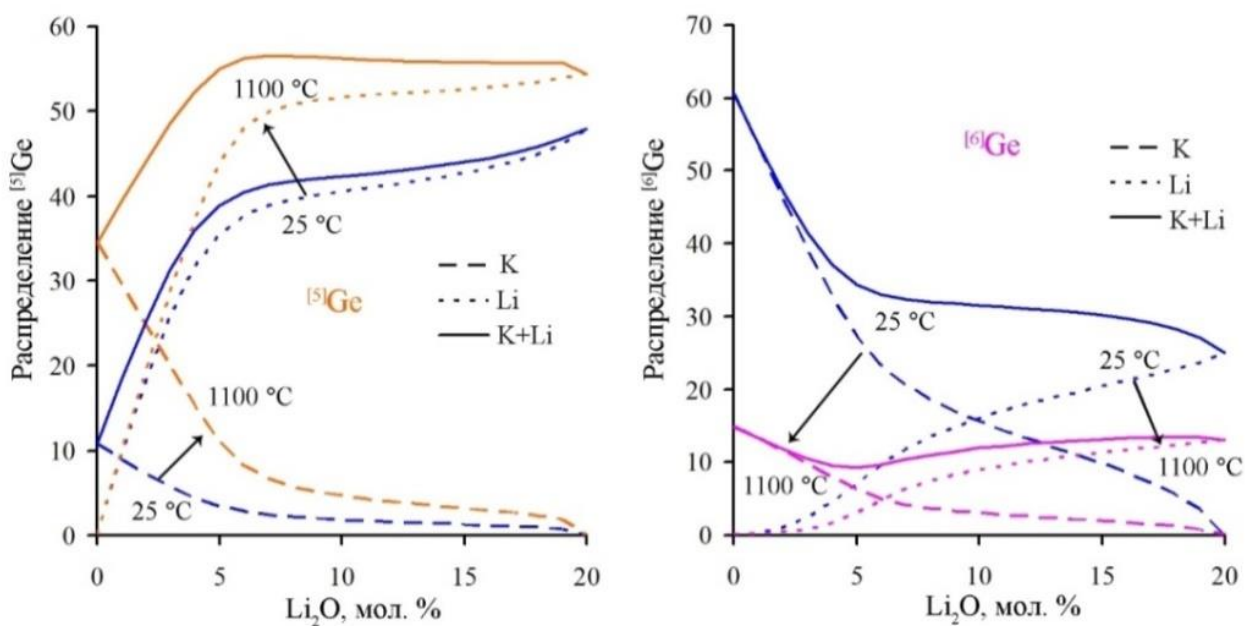 Распределение [5]Ge
60
50
40
30
20
10
0
1100 °C
25 °C
[5]Ge
K
Li
K+Li
1100 °C
25 °C
0
5
10
15
20
Li2O, мол. %
Распределение [6]Ge
70
60
50
40
30
20
10
0
[6]Ge
K
Li
K+Li
25 °C
25 °C
1100 °C
1100 °C
0
5
10
15
20
Li2O, мол. %